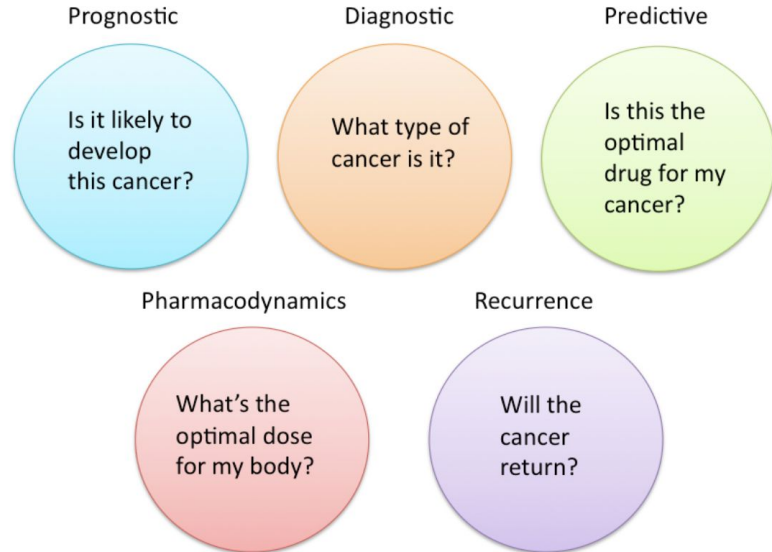 Prognostic
Diagnostic
Predictive
Is it likely to
develop
this cancer?
What type of
cancer is it?
Is this the
optimal
drug for my
cancer?
Pharmacodynamics
Recurrence
What's the
optimal dose
for my body?
Will the
cancer
return?